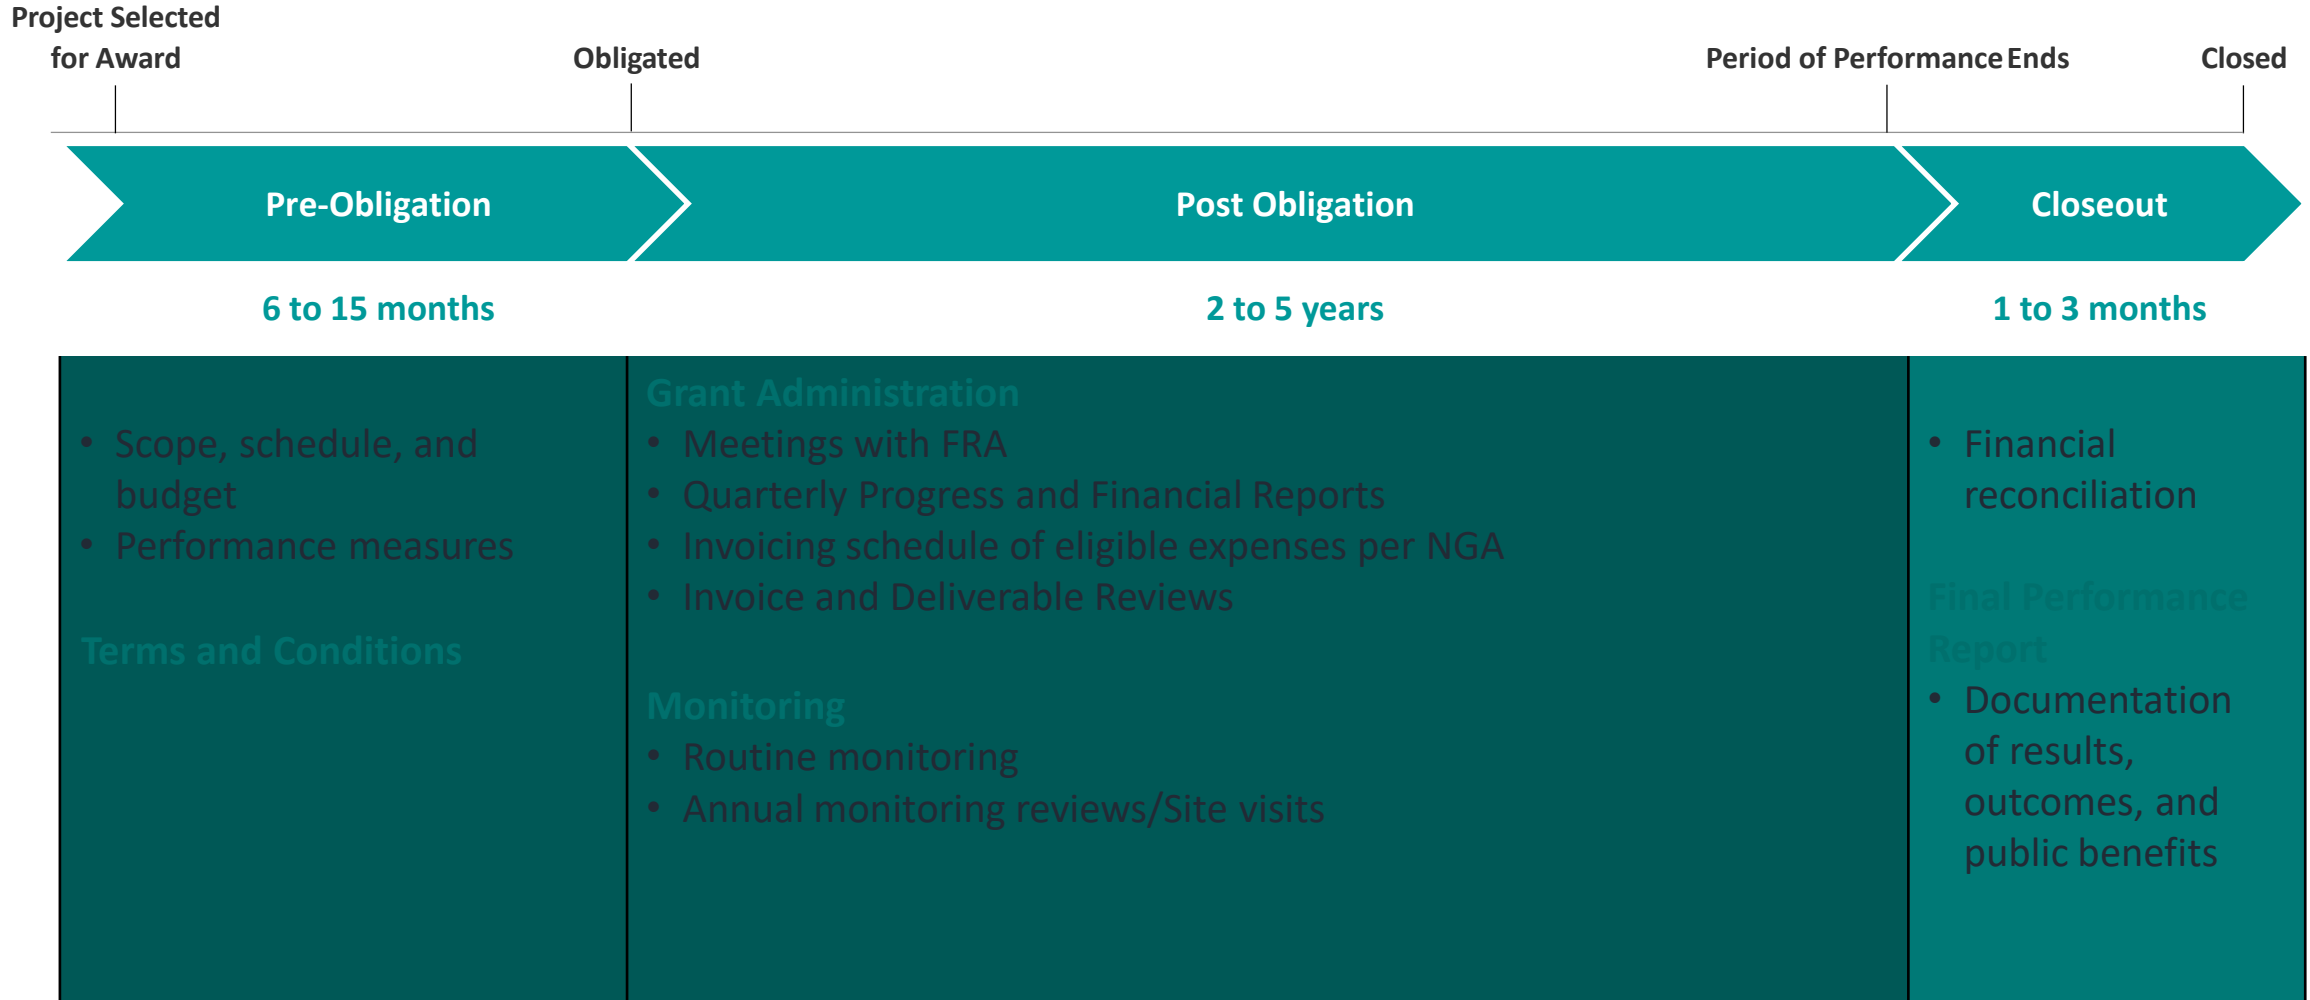 Project Selected
for Award
Obligated
Period of Performance Ends
Closed
Pre-Obligation
Post Obligation
Closeout
6 to 15 months
2 to 5 years
1 to 3 months
• Scope, schedule, and
budget
• Performance measures
Terms and Conditions
Grant Administration
• Meetings with FRA
• Quarterly Progress and Financial Reports
• Invoicing schedule of eligible expenses per NGA
• Invoice and Deliverable Reviews
Monitoring
• Routine monitoring
• Annual monitoring reviews/Site visits
• Financial
reconciliation
Final Performance
Report
• Documentation
of results,
outcomes, and
public benefits